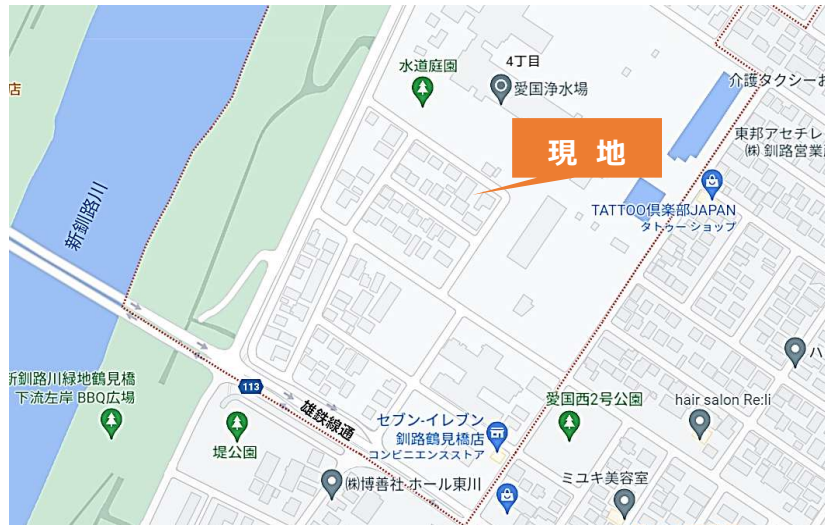 4丁目
水道庭園
愛国浄水場
介護タクシーお
店
現 地
東邦アセチレ
㈱ 釧路営業所
新釧路川
TATTOO倶楽部JAPAN
タトゥー ショップ
ハ
新釧路川緑地鶴見橋
下流左岸 BBQ広場
113
雄鉄線通
セブン-イレブン
釧路鶴見橋店
コンビニエンスストア
愛国西2号公園
hair salon Re:li
堤公園
㈱博善社 ホール東川
ミユキ美容室